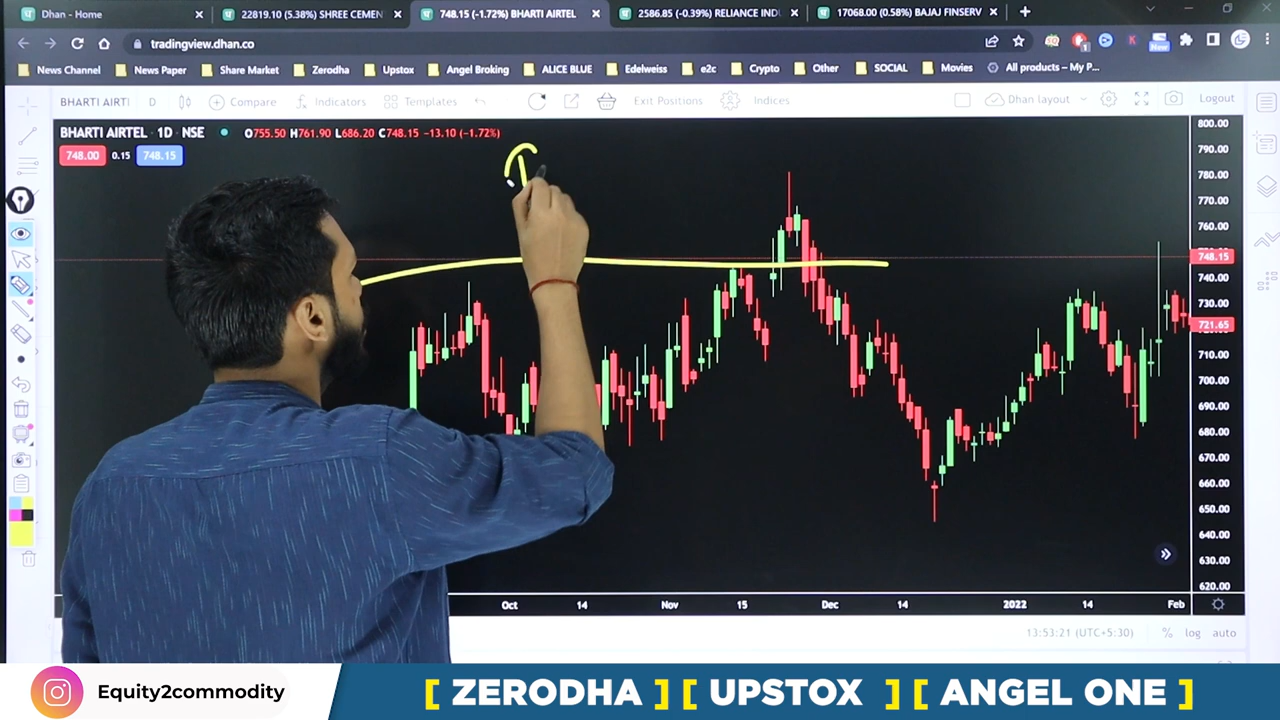 Dhan - Home
22819.10 (5.38%) SHREE CEMEN
748.15 (-1.72%) BHARTI AIRTEL
2586.85 (-0.39%) RELIANCE IND
17068.00 (0.58%) BAJAJ FINSERV
tradingview.dhan.co
News Channel
News Paper
Share Market
Zerodha
Upstox
Angel Broking
ALICE BLUE
Edelweiss
e2c
Crypto
Other
SOCIAL
Movies
All products – My P...
BHARTI AIRTI
D
Compare
Indicators
Templates
Exit Positions
Indices
Dhan layout
Logout
BHARTI AIRTEL · 1D · NSE
O755.50 H761.90 L686.20 C748.15 −13.10 (−1.72%)
748.00
0.15
748.15
800.00
790.00
780.00
770.00
760.00
748.15
740.00
730.00
721.65
710.00
700.00
690.00
680.00
670.00
660.00
650.00
640.00
630.00
620.00
Oct
14
Nov
15
Dec
14
2022
14
Feb
13:53:21 (UTC+5:30)
%
log
auto
Equity2commodity
[ ZERODHA ] [ UPSTOX ] [ ANGEL ONE ]